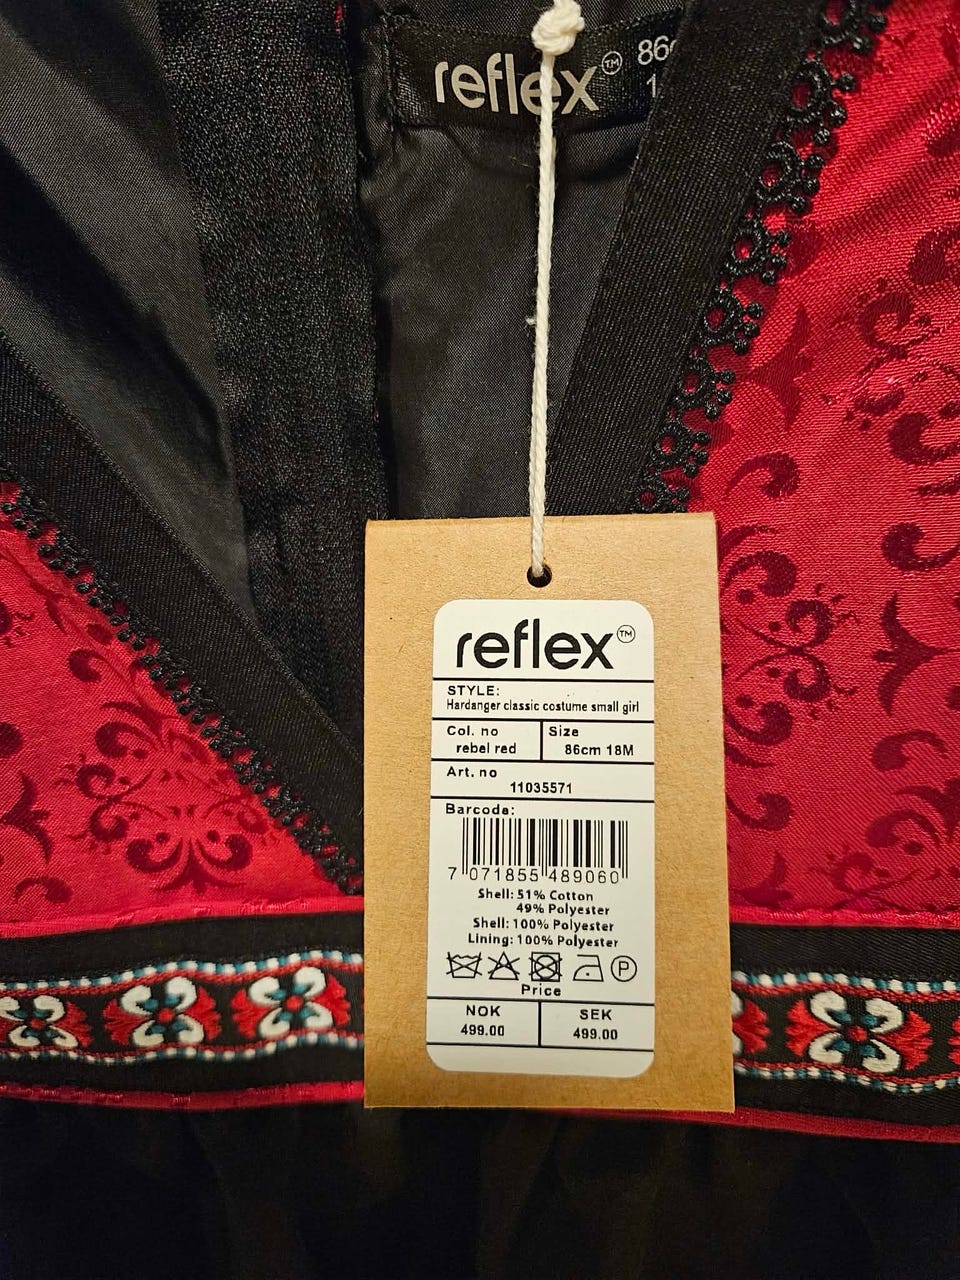 reflex™ 86
1
reflex™
STYLE:
Hardanger classic costume small girl
Col. no
rebel red
Size
86cm 18M
Art. no
11035571
Barcode:
7 071855 489060
Shell: 51% Cotton
49% Polyester
Shell: 100% Polyester
Lining: 100% Polyester
P
Price
NOK
499.00
SEK
499.00